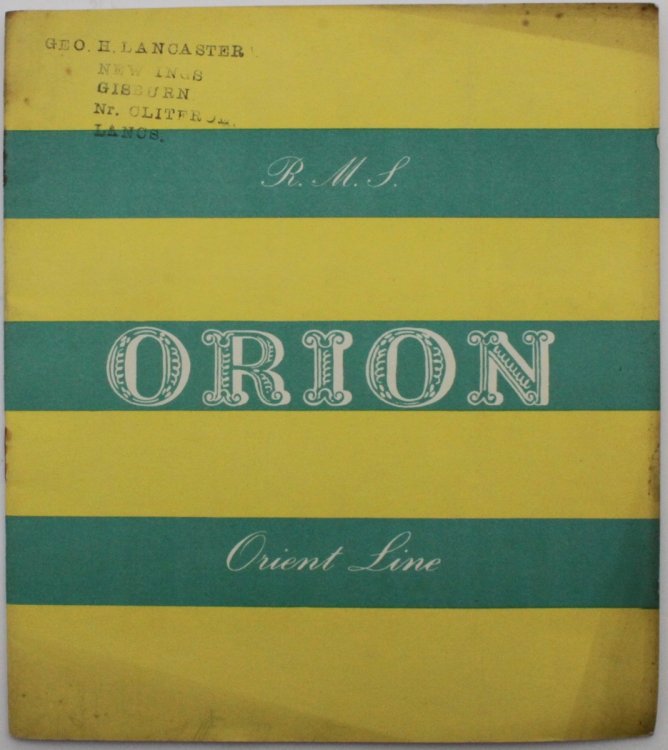 GEO. H. LANCASTER
NEW INGS
GISBURN
Nr. CLITHEROE.
LANCS.
R. M. S.
ORION
Orient Line